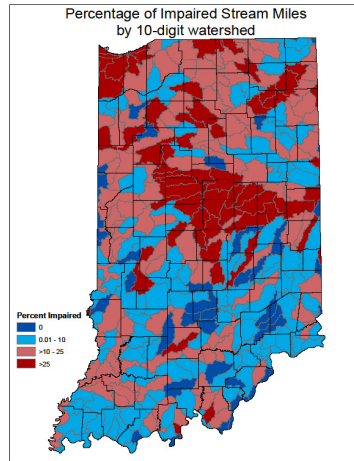 Percentage of Impaired Stream Miles
by 10-digit watershed
Percent Impaired
0
0.01 - 10
>10 - 25
>25